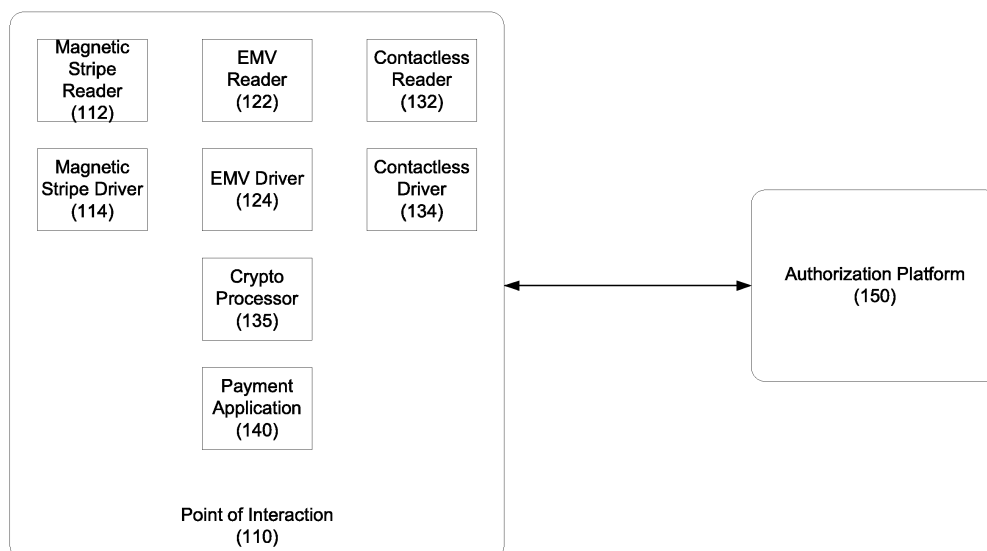 Magnetic
Stripe
Reader
(112)
EMV
Reader
(122)
Contactless
Reader
(132)
Magnetic
Stripe Driver
(114)
EMV Driver
(124)
Contactless
Driver
(134)
Crypto
Processor
(135)
Payment
Application
(140)
Point of Interaction
(110)
Authorization Platform
(150)